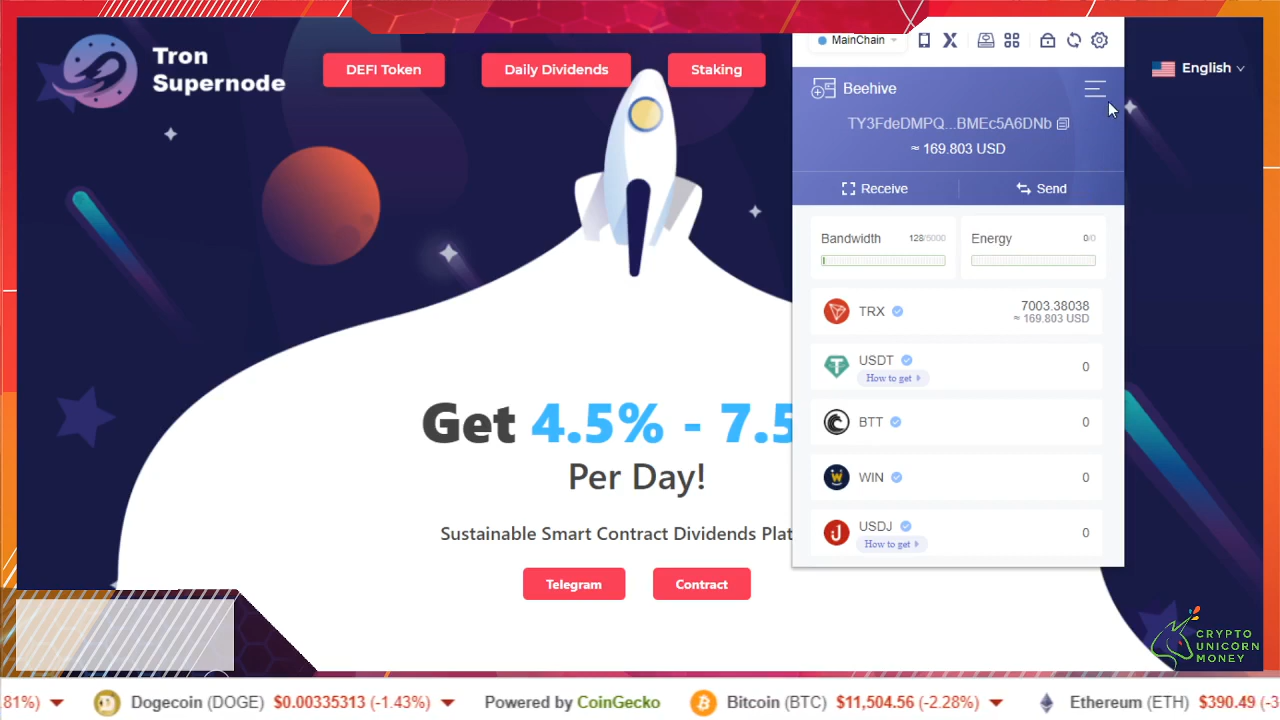 Tron
Supernode
DEFI Token
Daily Dividends
Staking
English
MainChain
Beehive
TY3FdeDMPQ...BMEc5A6DNb
≈ 169.803 USD
Receive
Send
Bandwidth 128/5000
Energy 0/0
TRX 7003.38038
≈ 169.803 USD
USDT 0
How to get
BTT 0
WIN 0
USDJ 0
How to get
Get 4.5% - 7.5
Per Day!
Sustainable Smart Contract Dividends Plat
Telegram
Contract
CRYPTO
UNICORN
MONEY
.81%) Dogecoin (DOGE) $0.00335313 (-1.43%) Powered by CoinGecko Bitcoin (BTC) $11,504.56 (-2.28%) Ethereum (ETH) $390.49 (-3